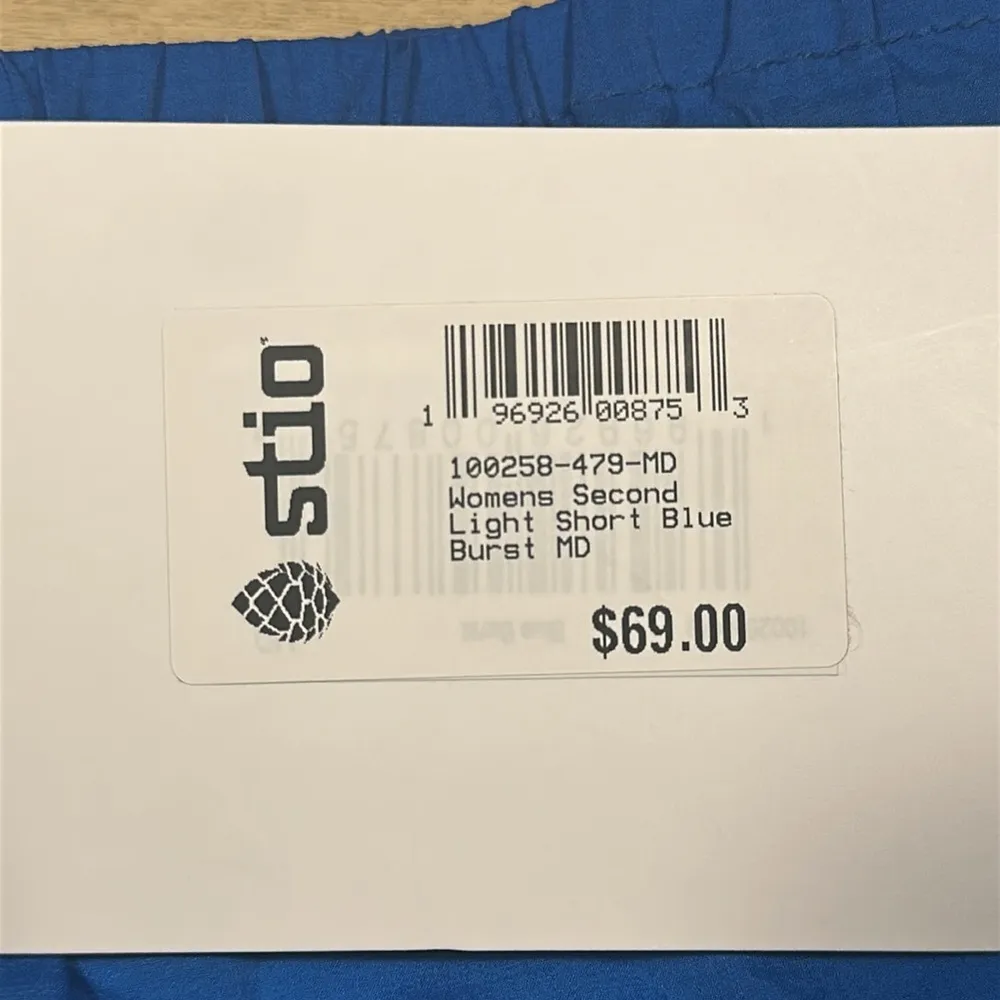 stio
1 96926 00875 3
100258-479-MD
Womens Second
Light Short Blue
Burst MD
$69.00